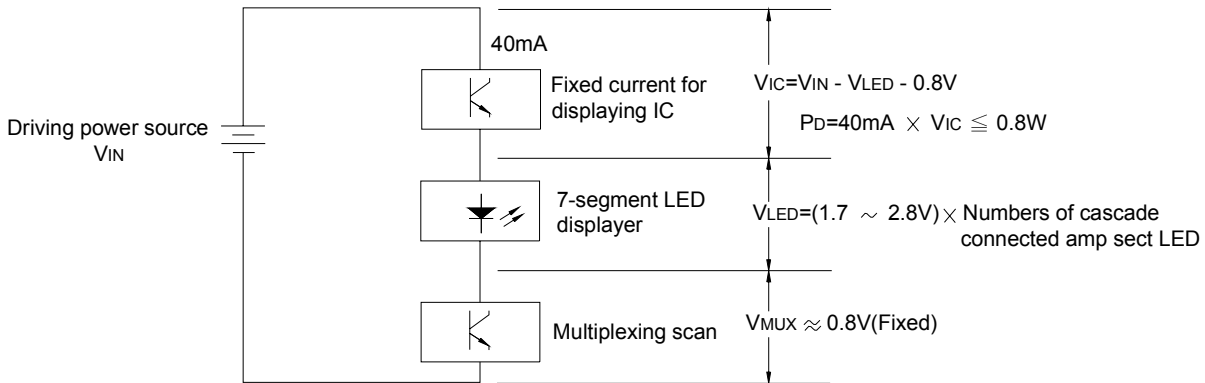 40mA
Fixed current for
displaying IC
VIC=VIN - VLED - 0.8V
PD=40mA × VIC ≦ 0.8W
Driving power source
VIN
7-segment LED
displayer
VLED=(1.7 ~ 2.8V) × Numbers of cascade
connected amp sect LED
Multiplexing scan
VMUX ≈ 0.8V(Fixed)